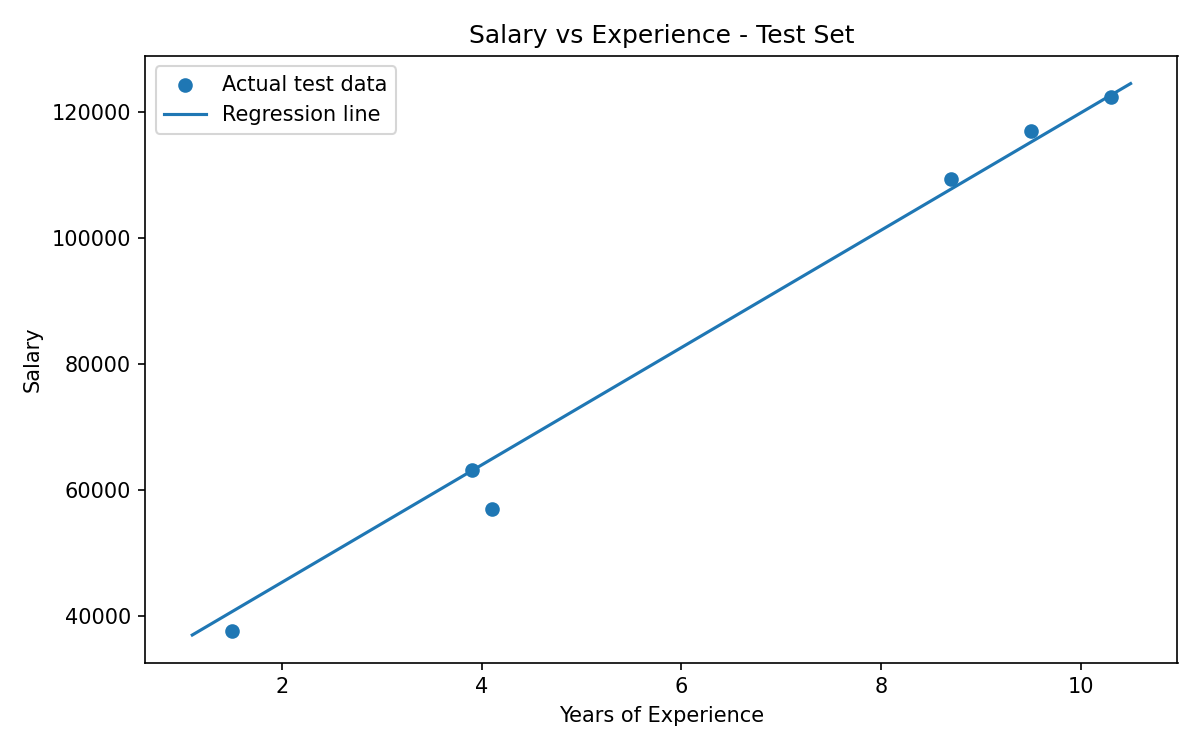 Salary vs Experience - Test Set
Actual test data
Regression line
120000
100000
80000
60000
40000
Salary
2 4 6 8 10
Years of Experience